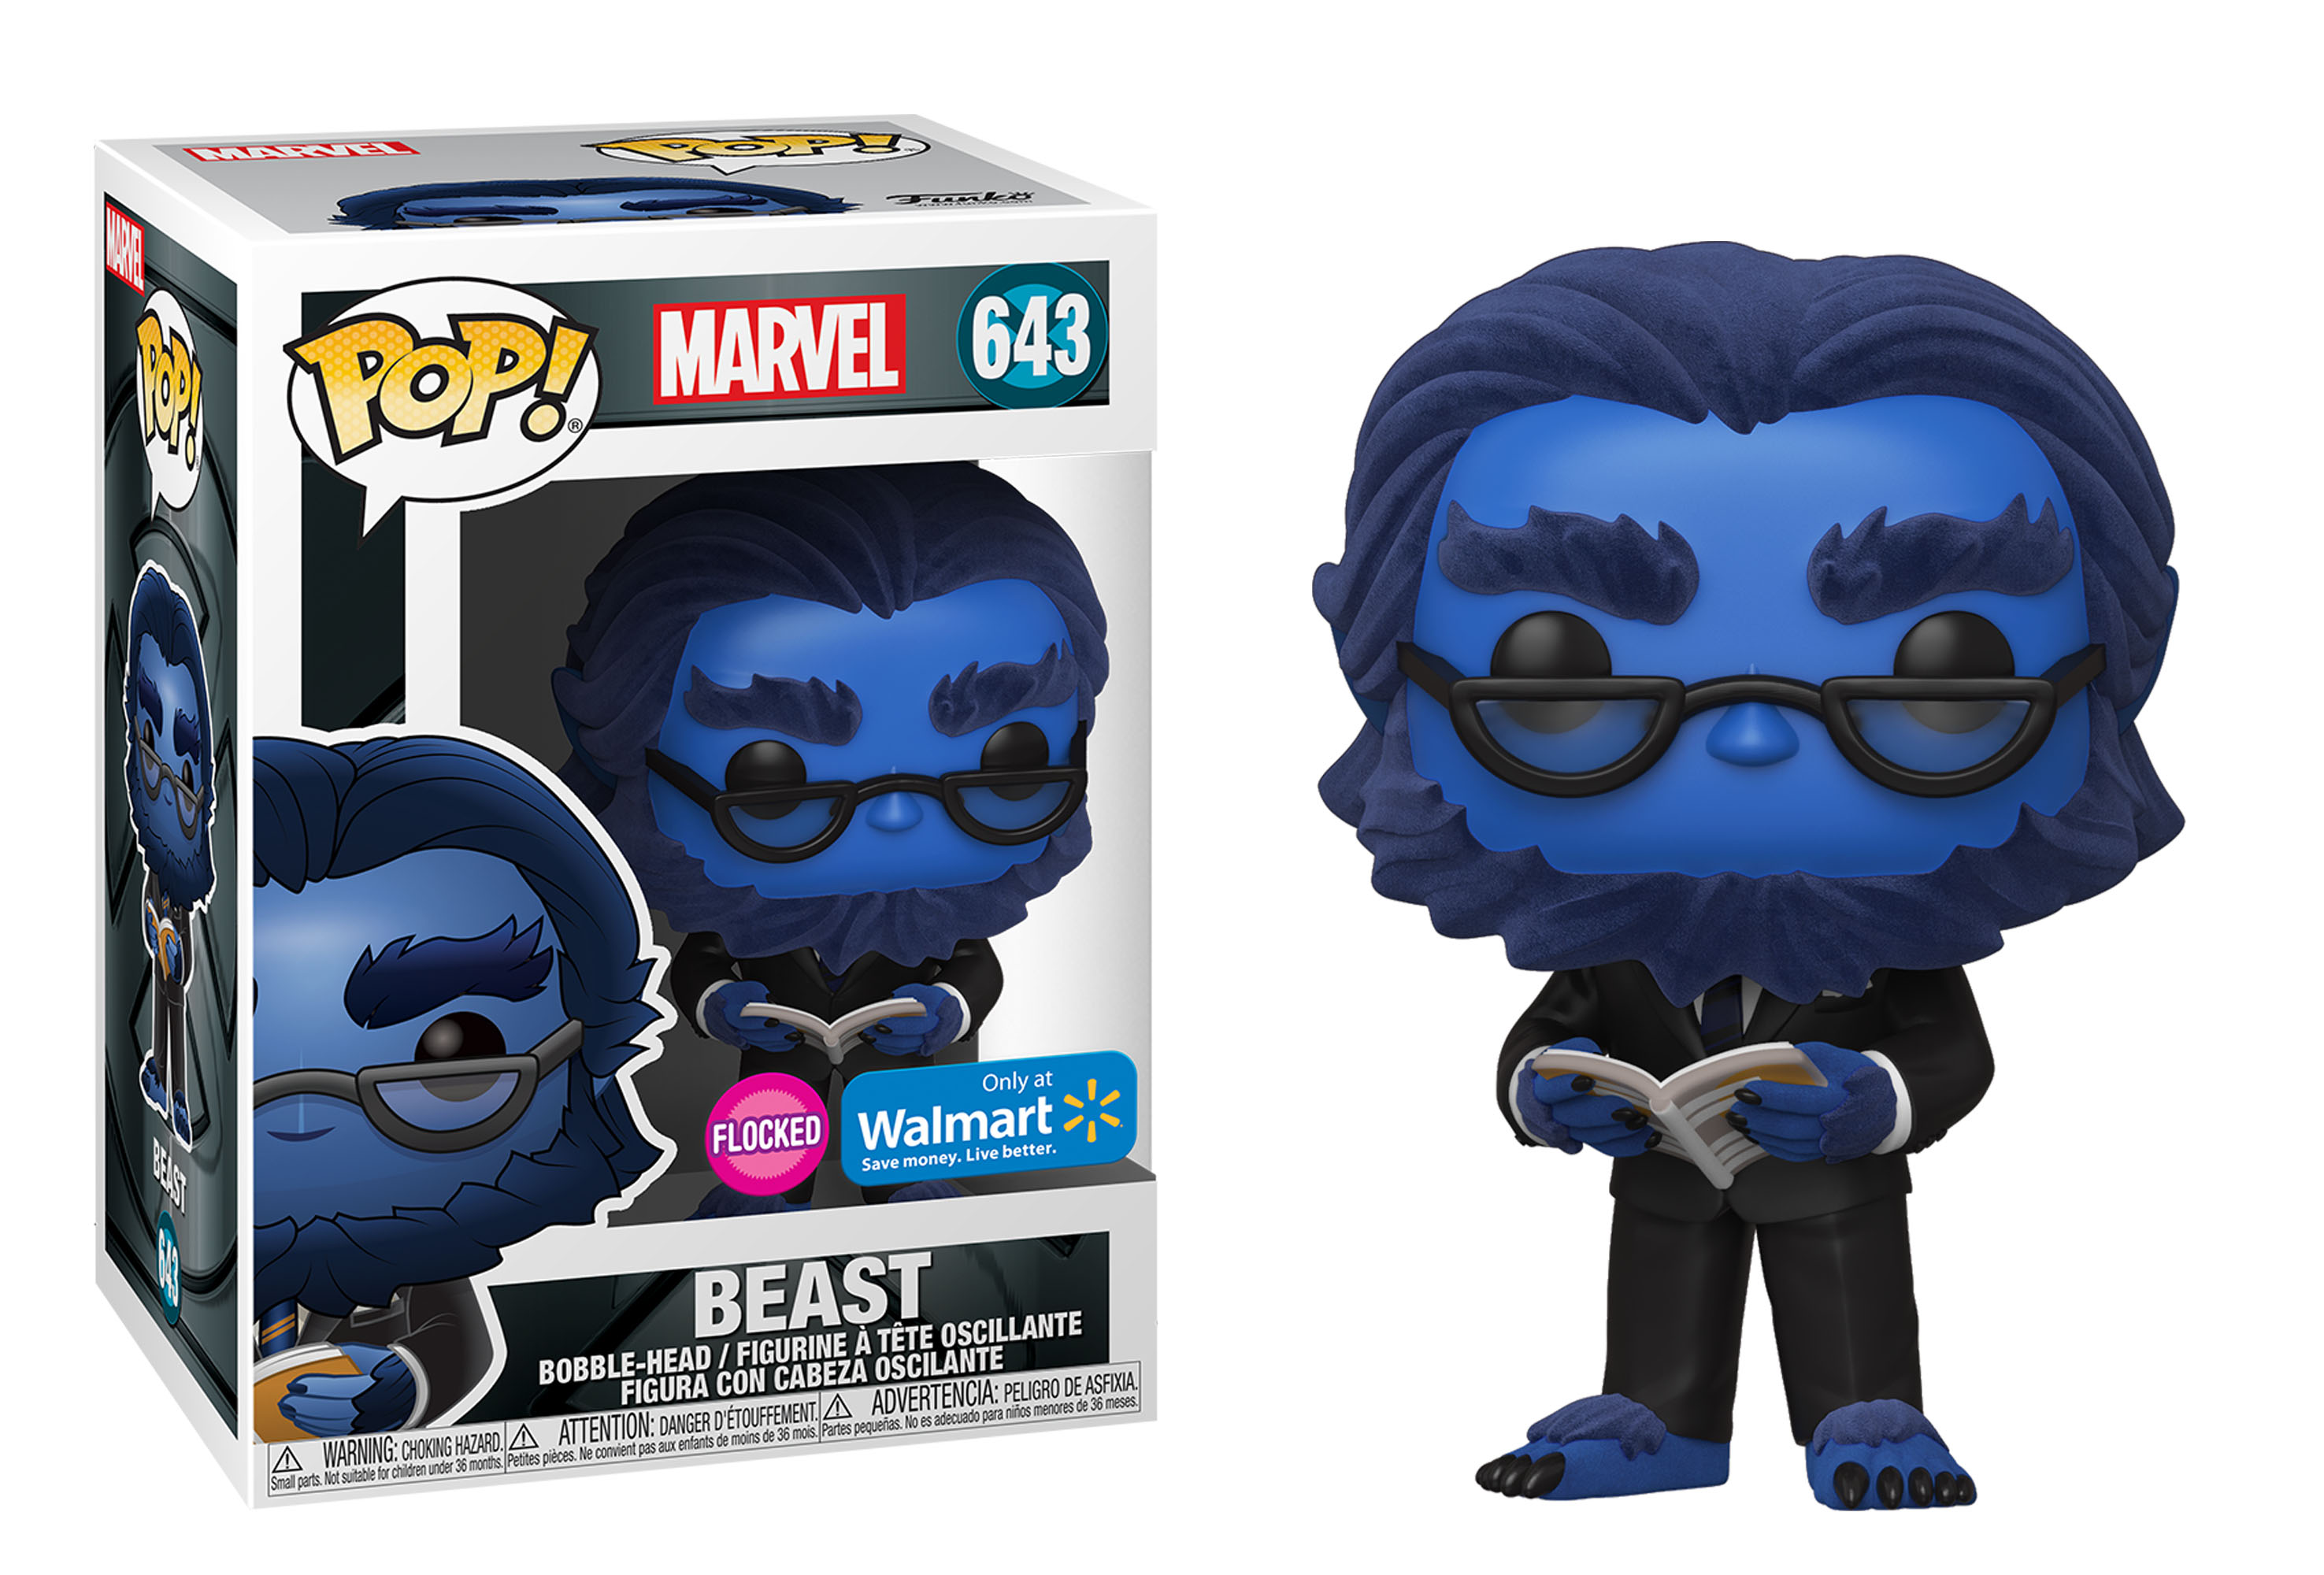 MARVEL
POP!
Funko
MARVEL
POP!®
MARVEL
643
POP!
BEAST
643
FLOCKED
Only at
Walmart
Save money. Live better.
BEAST
BOBBLE-HEAD / FIGURINE À TÊTE OSCILLANTE
FIGURA CON CABEZA OSCILANTE
WARNING: CHOKING HAZARD.
Small parts. Not suitable for children under 36 months.
ATTENTION: DANGER D'ÉTOUFFEMENT.
Petites pièces. Ne convient pas aux enfants de moins de 36 mois.
ADVERTENCIA: PELIGRO DE ASFIXIA.
Partes pequeñas. No es adecuado para niños menores de 36 meses.